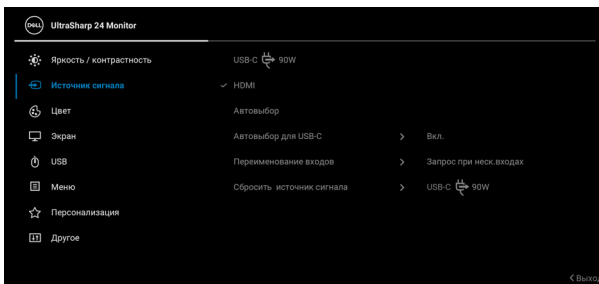 DELL UltraSharp 24 Monitor
Яркость / контрастность
USB-C 90W
Источник сигнала
HDMI
Цвет
Автовыбор
Экран
Автовыбор для USB-C > Вкл.
USB
Переименование входов > Запрос при неск.входах
Меню
Сбросить источник сигнала > USB-C 90W
Персонализация
Другое
< Выход